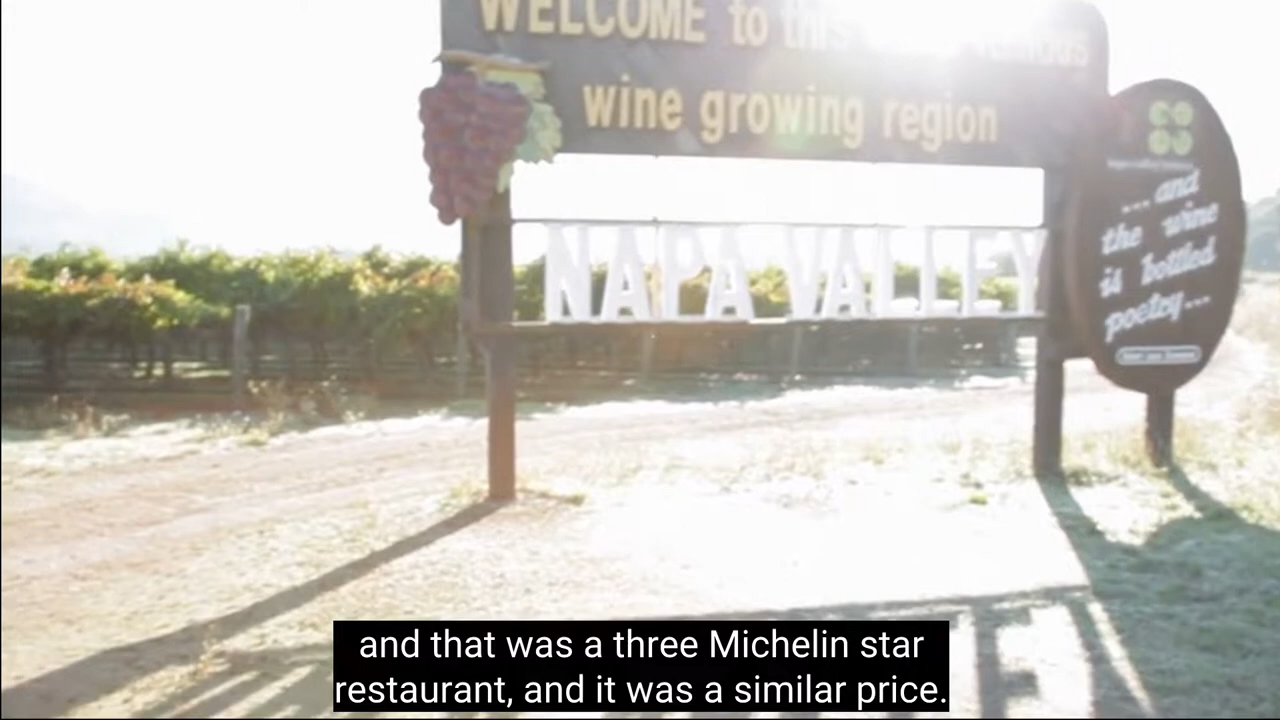 WELCOME to this
wine growing region
NAPA VALLEY
... and
the wine
is bottled
poetry...
and that was a three Michelin star
restaurant, and it was a similar price.